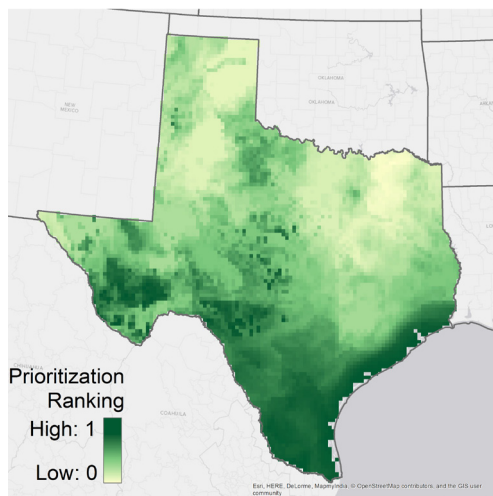 OKLAHOMA
OKLAHOMA
NEW
MEXICO
COAHUILA
Prioritization
Ranking
High: 1
Low: 0
Esri, HERE, DeLorme, MapmyIndia, © OpenStreetMap contributors, and the GIS user
community